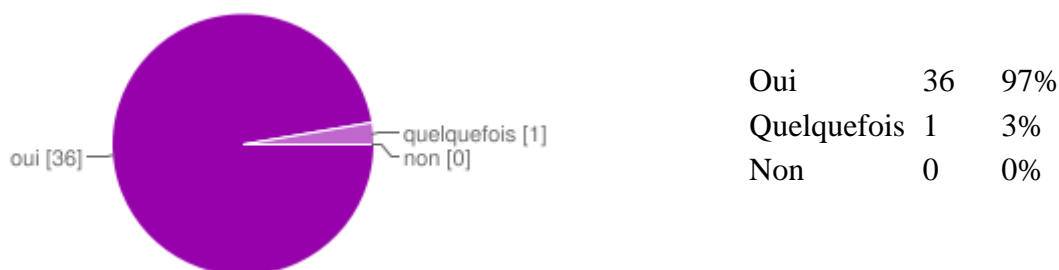 oui [36]
quelquefois [1]
non [0]
Oui 36 97%
Quelquefois 1 3%
Non 0 0%